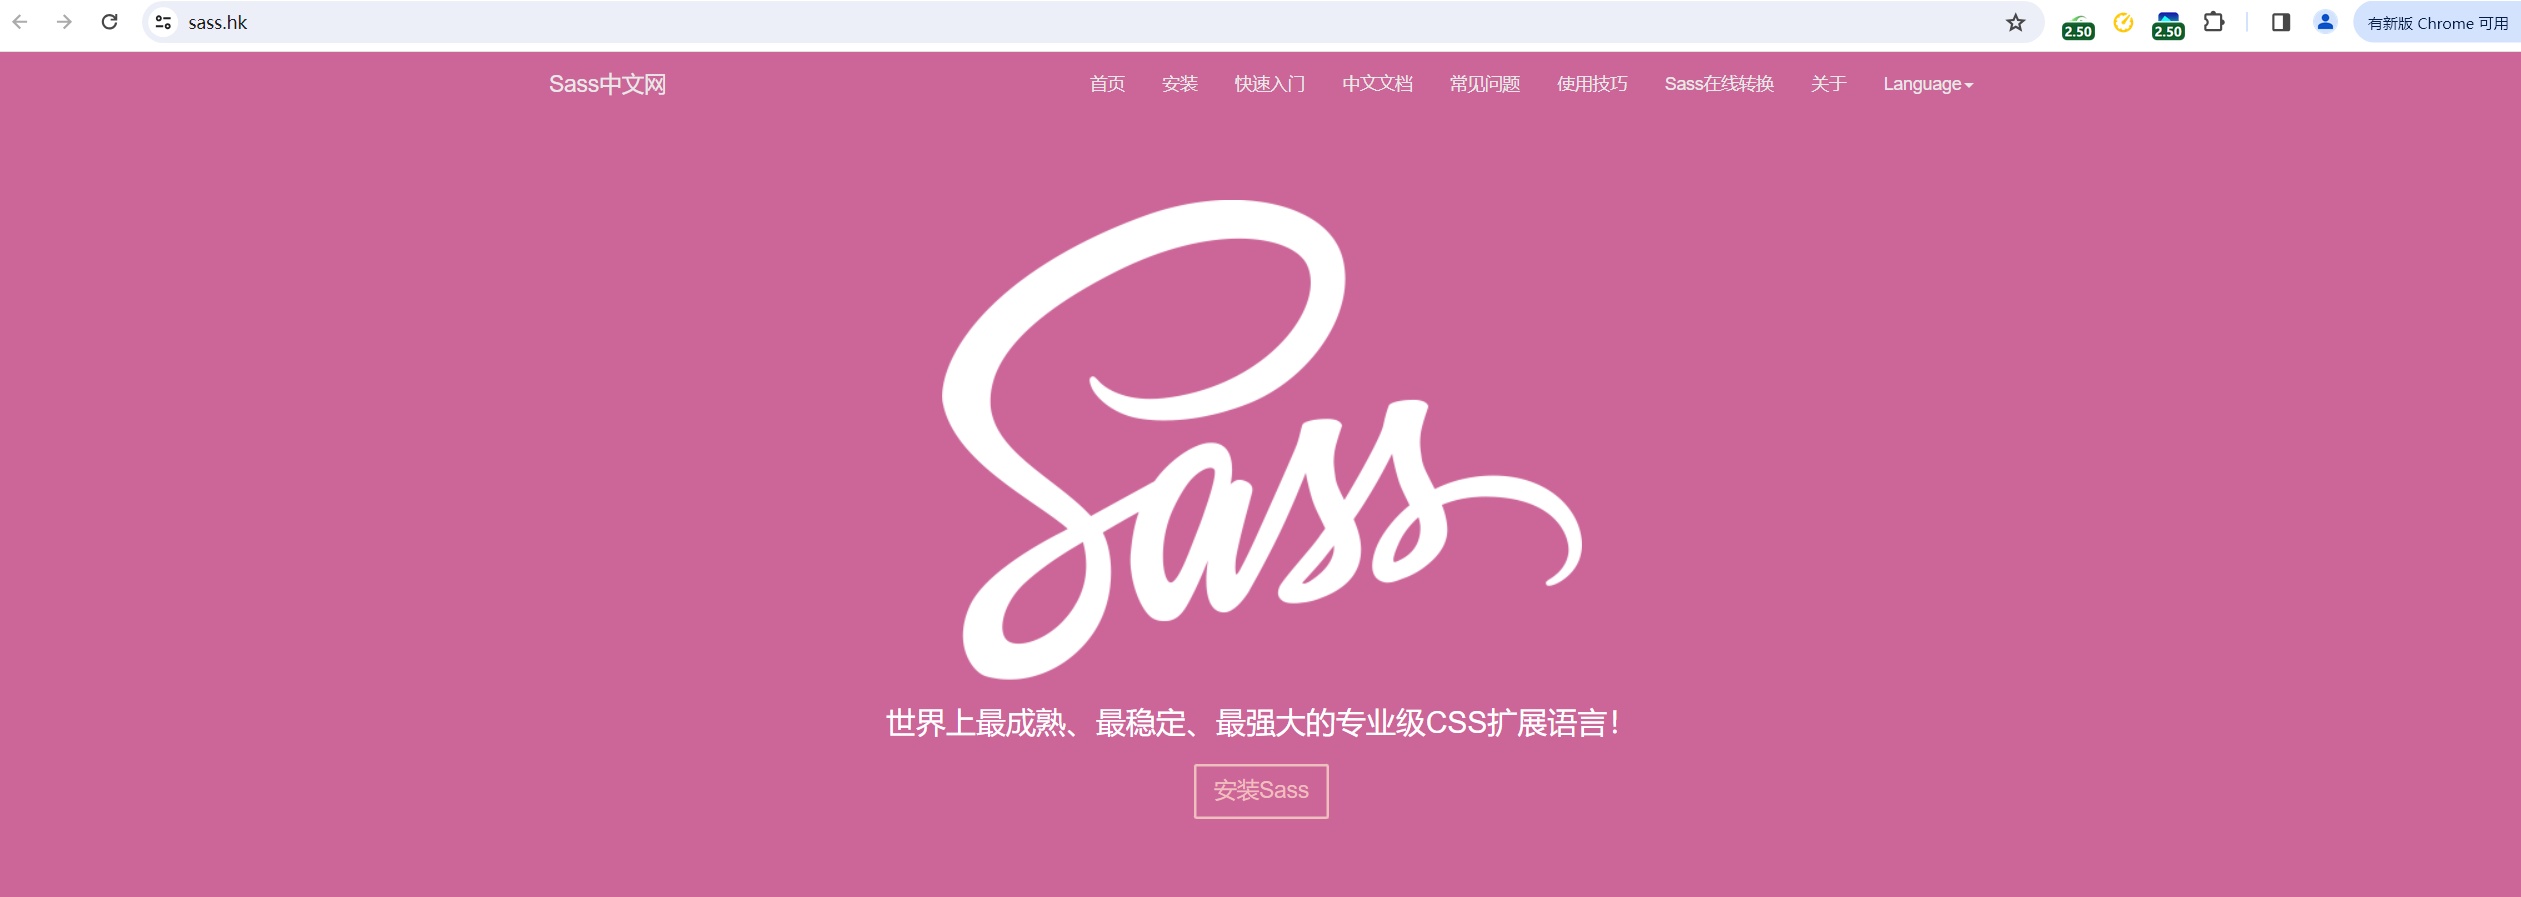 sass.hk
2.50
2.50
有新版 Chrome 可用
Sass中文网
首页 安装 快速入门 中文文档 常见问题 使用技巧 Sass在线转换 关于 Language
Sass
世界上最成熟、最稳定、最强大的专业级CSS扩展语言！
安装Sass